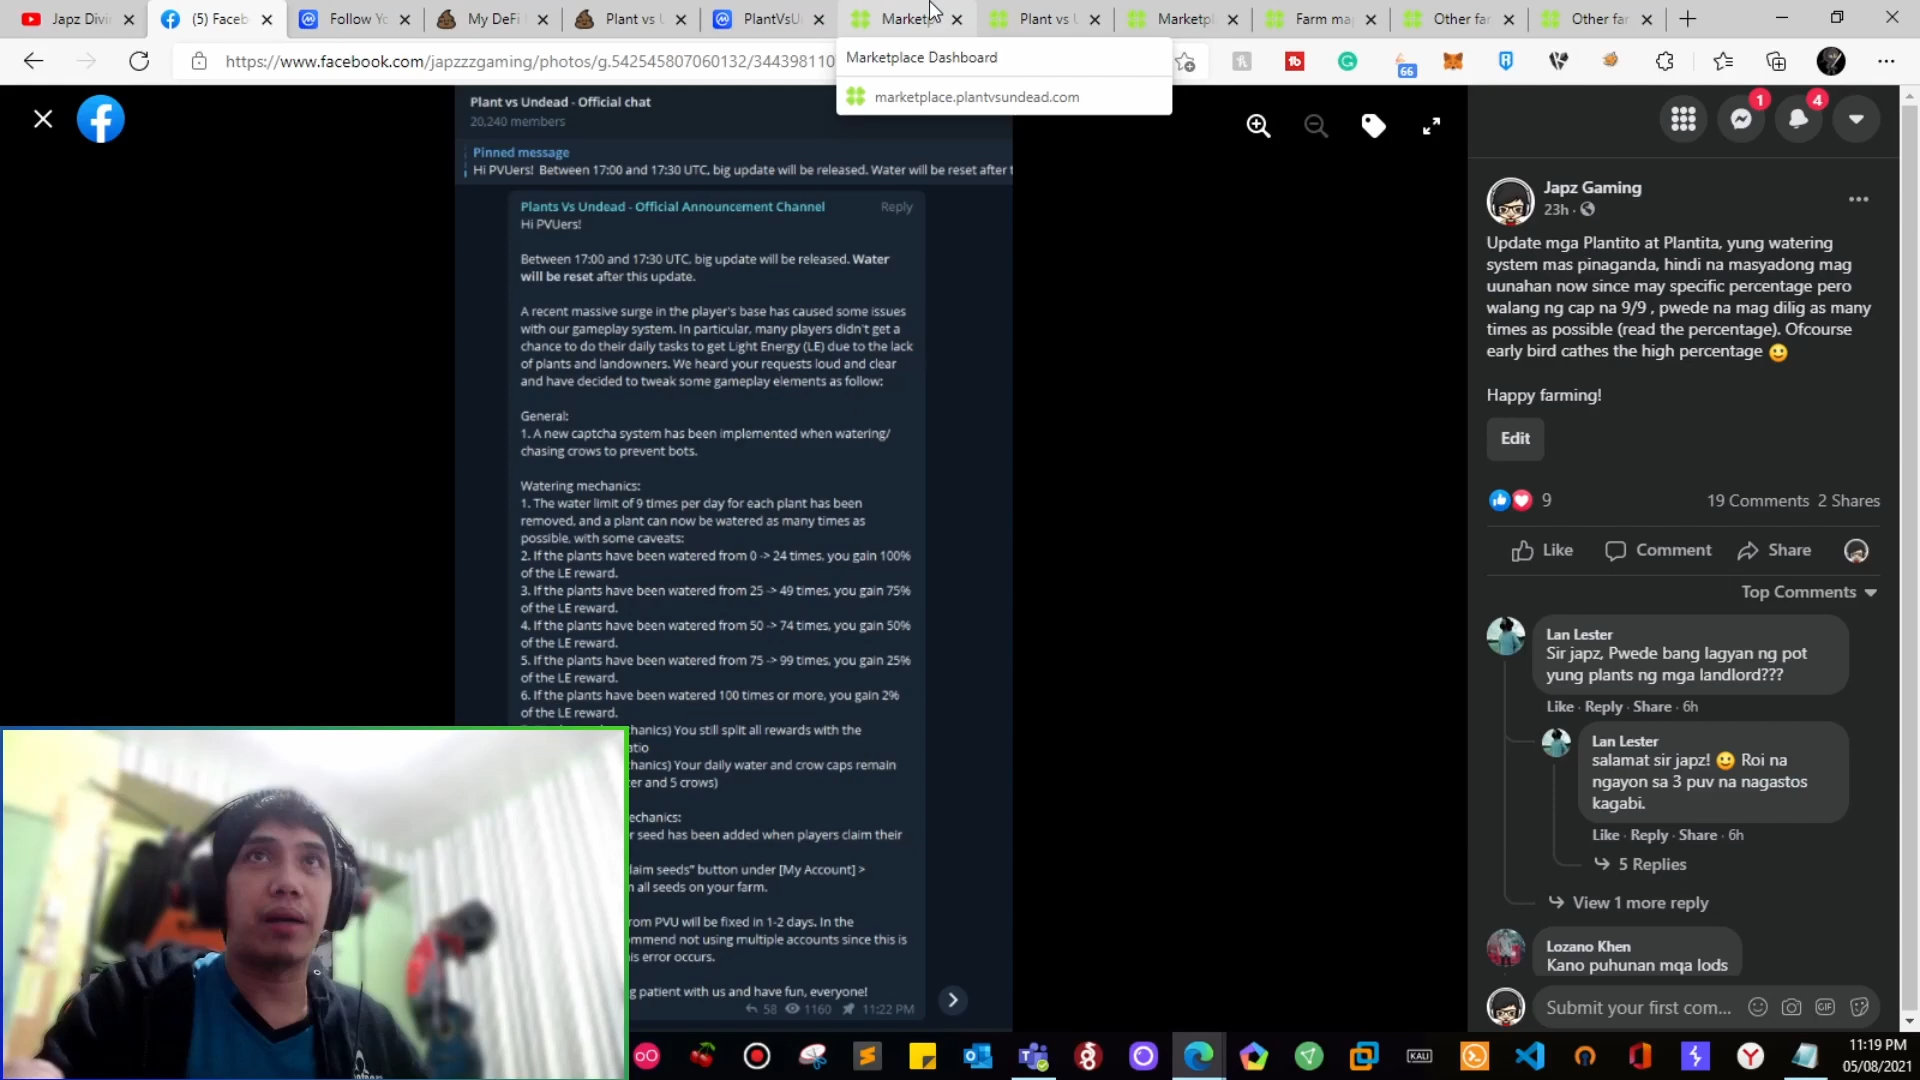 Japz Divin
(5) Faceb
Follow Yo
My DeFi
Plant vs U
PlantVsU
Marketp
Plant vs U
Marketpl
Farm map
Other far
Other far
https://www.facebook.com/japzzzgaming/photos/g.542545807060132/3443981107
66
Marketplace Dashboard
marketplace.plantvsundead.com
Plant vs Undead - Official chat
20,240 members
Pinned message
Hi PVUers! Between 17:00 and 17:30 UTC, big update will be released. Water will be reset after t
Plants Vs Undead - Official Announcement Channel
Reply
Hi PVUers!
Between 17:00 and 17:30 UTC, big update will be released. Water
will be reset after this update.
A recent massive surge in the player's base has caused some issues
with our gameplay system. In particular, many players didn't get a
chance to do their daily tasks to get Light Energy (LE) due to the lack
of plants and landowners. We heard your requests loud and clear
and have decided to tweak some gameplay elements as follow:
General:
1. A new captcha system has been implemented when watering/
chasing crows to prevent bots.
Watering mechanics:
1. The water limit of 9 times per day for each plant has been
removed, and a plant can now be watered as many times as
possible, with some caveats:
2. If the plants have been watered from 0 -> 24 times, you gain 100%
of the LE reward.
3. If the plants have been watered from 25 -> 49 times, you gain 75%
of the LE reward.
4. If the plants have been watered from 50 -> 74 times, you gain 50%
of the LE reward.
5. If the plants have been watered from 75 -> 99 times, you gain 25%
of the LE reward.
6. If the plants have been watered 100 times or more, you gain 2%
of the LE reward.
hanics) You still split all rewards with the
atio
hanics) Your daily water and crow caps remain
er and 5 crows)
echanics:
r seed has been added when players claim their
laim seeds" button under [My Account] >
n all seeds on your farm.
rom PVU will be fixed in 1-2 days. In the
mmend not using multiple accounts since this is
is error occurs.
g patient with us and have fun, everyone!
58 1160 11:22 PM
1
4
Japz Gaming
23h
Update mga Plantito at Plantita, yung watering
system mas pinaganda, hindi na masyadong mag
uunahan now since may specific percentage pero
walang ng cap na 9/9 , pwede na mag dilig as many
times as possible (read the percentage). Ofcourse
early bird cathes the high percentage 🙂
Happy farming!
Edit
9
19 Comments 2 Shares
Like
Comment
Share
Top Comments
Lan Lester
Sir japz, Pwede bang lagyan ng pot
yung plants ng mga landlord???
Like · Reply · Share · 6h
Lan Lester
salamat sir japz! 🙂 Roi na
ngayon sa 3 puv na nagastos
kagabi.
Like · Reply · Share · 6h
5 Replies
View 1 more reply
Lozano Khen
Kano puhunan mga lods
Submit your first com...
GIF
KALI
11:19 PM
05/08/2021